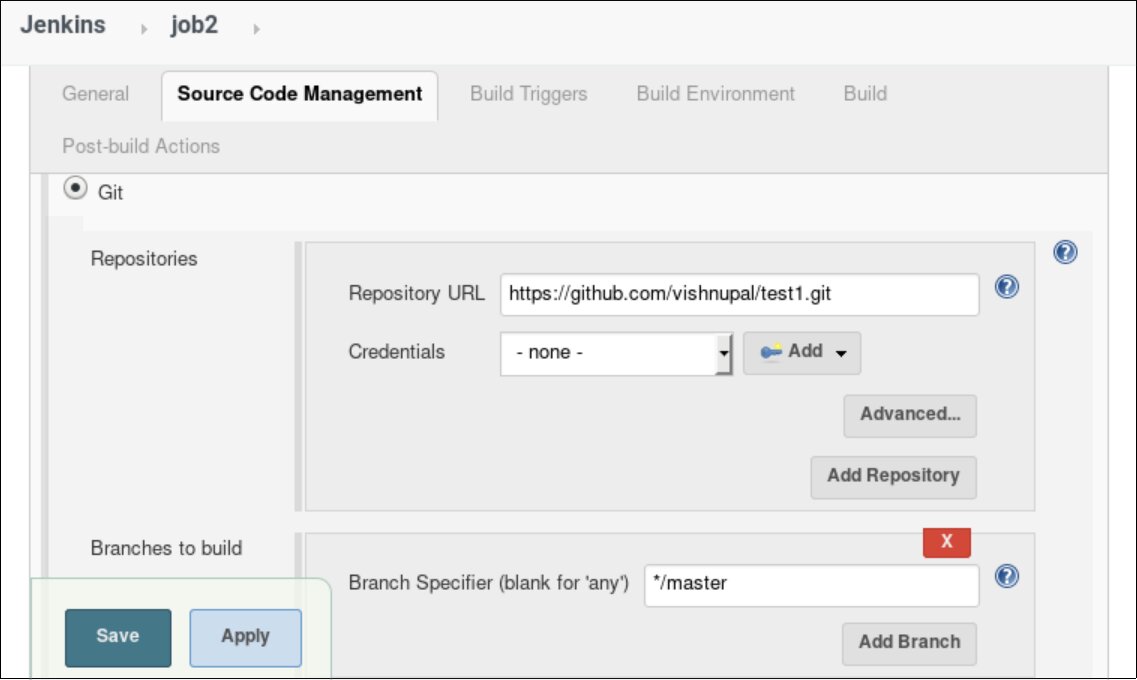 Jenkins job2
General Source Code Management Build Triggers Build Environment Build
Post-build Actions
Git
Repositories
Repository URL https://github.com/vishnupal/test1.git
Credentials - none - Add
Advanced...
Add Repository
X
Branches to build
Branch Specifier (blank for 'any') */master
Save Apply
Add Branch